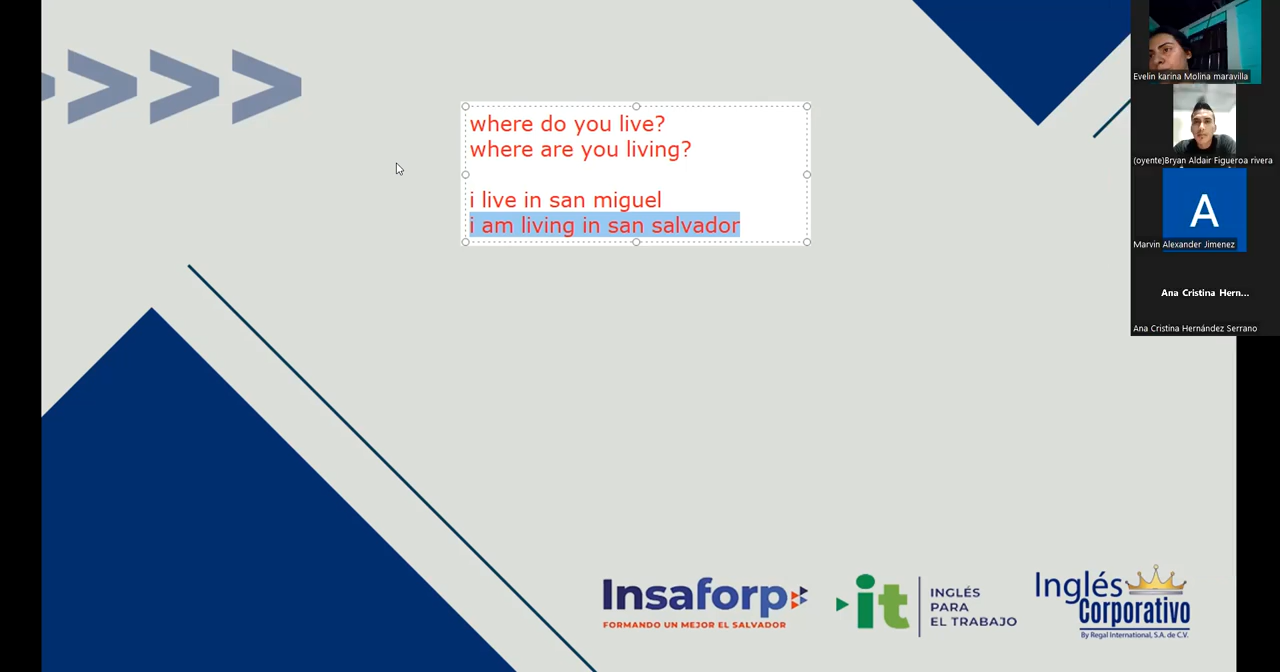 where do you live?
where are you living?
i live in san miguel
i am living in san salvador
Evelin karina Molina maravilla
(oyente)Bryan Aldair Figueroa rivera
A
Marvin Alexander Jimenez
Ana Cristina Hern...
Ana Cristina Hernández Serrano
Insaforp
FORMANDO UN MEJOR EL SALVADOR
it
INGLÉS
PARA
EL TRABAJO
Inglés
Corporativo
By Regal International, S.A. de C.V.